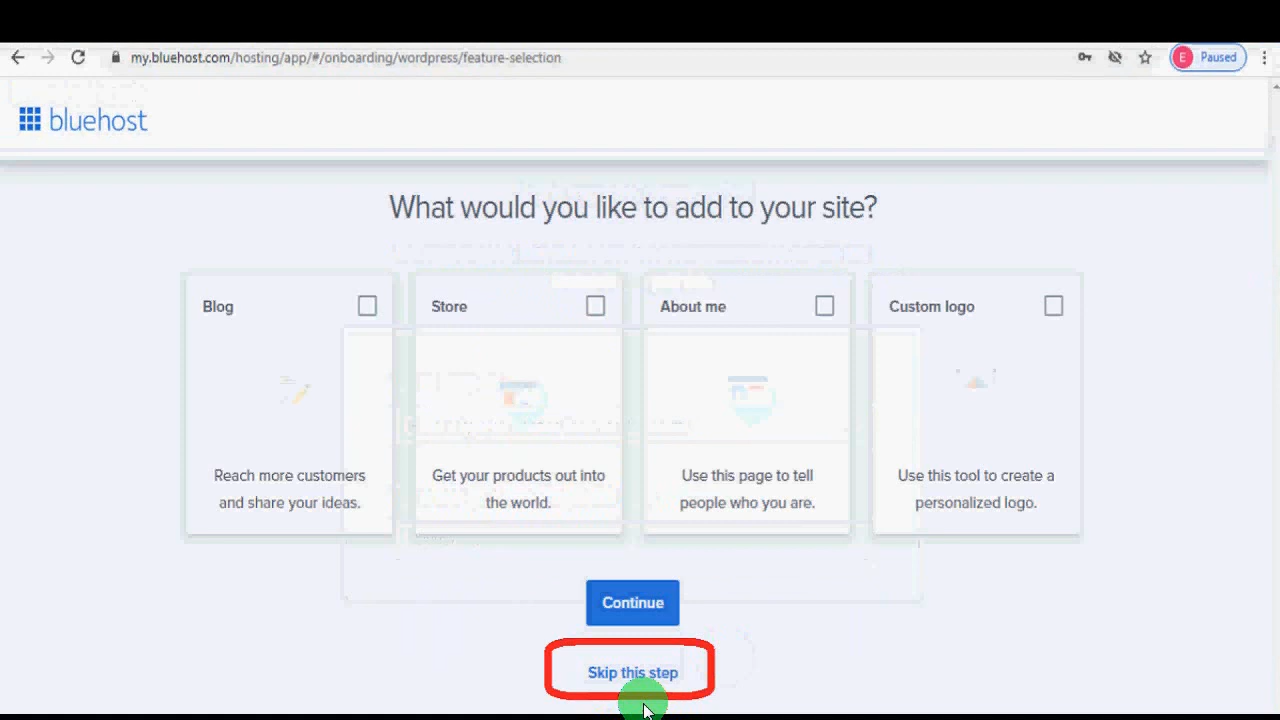 my.bluehost.com/hosting/app/#/onboarding/wordpress/feature-selection
E Paused
bluehost
What would you like to add to your site?
Blog
Store
About me
Custom logo
Reach more customers
and share your ideas.
Get your products out into
the world.
Use this page to tell
people who you are.
Use this tool to create a
personalized logo.
Continue
Skip this step